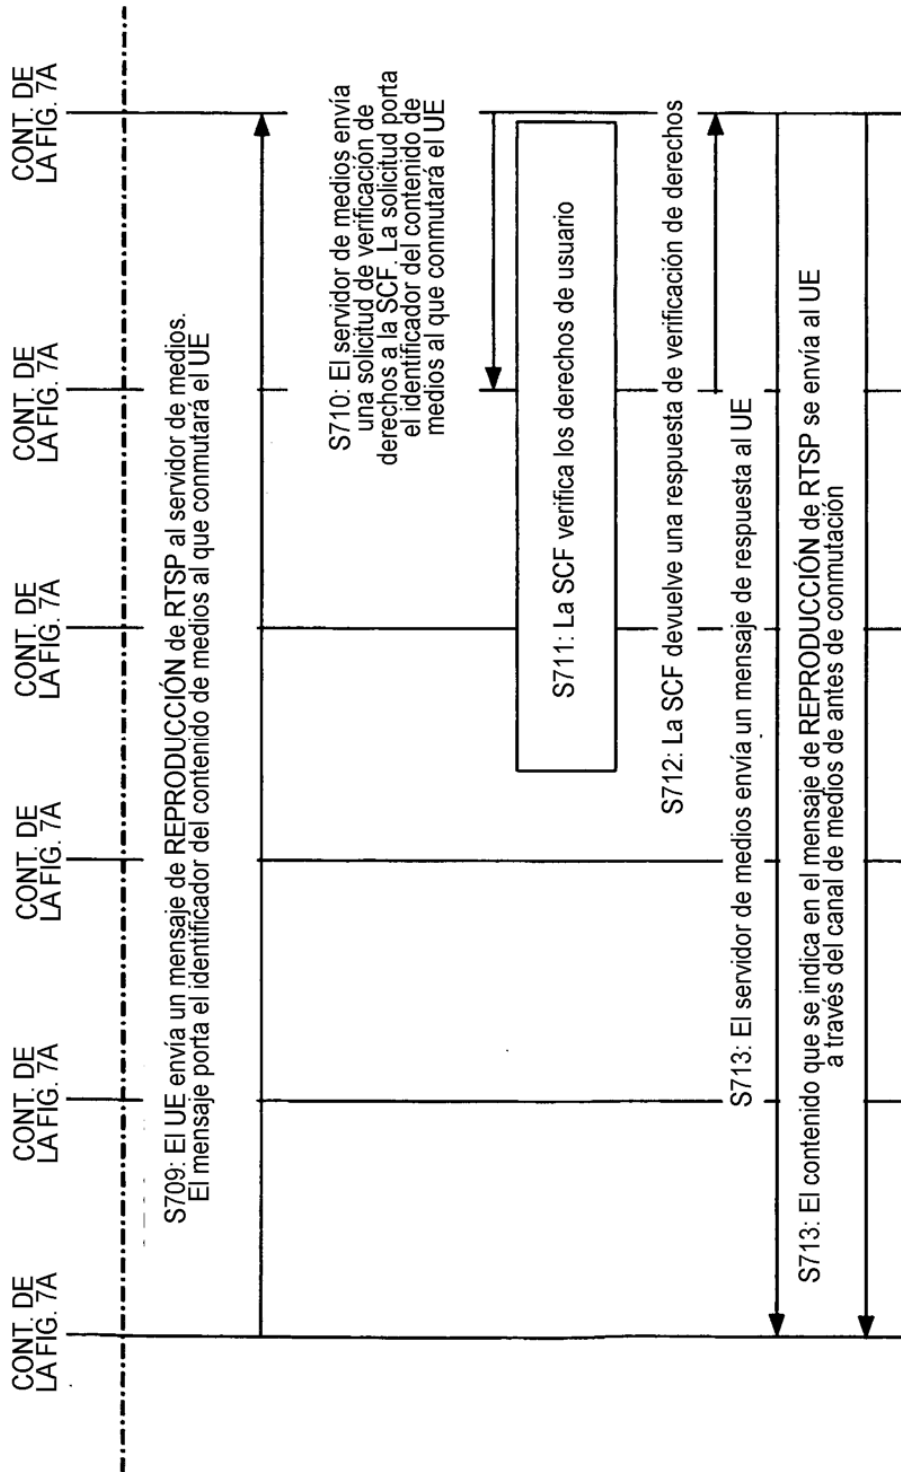 CONT. DE
LA FIG. 7A
CONT. DE
LA FIG. 7A
CONT. DE
LA FIG. 7A
CONT. DE
LA FIG. 7A
CONT. DE
LA FIG. 7A
CONT. DE
LA FIG. 7A
S709: El UE envía un mensaje de REPRODUCCIÓN de RTSP al servidor de medios.
El mensaje porta el identificador del contenido de medios al que conmutará el UE
S710: El servidor de medios envía
una solicitud de verificación de
derechos a la SCF. La solicitud porta
el identificador del contenido de
medios al que conmutará el UE
S711: La SCF verifica los derechos de usuario
S712: La SCF devuelve una respuesta de verificación de derechos
S713: El servidor de medios envía un mensaje de respuesta al UE
S713: El contenido que se indica en el mensaje de REPRODUCCIÓN de RTSP se envía al UE
a través del canal de medios de antes de conmutación